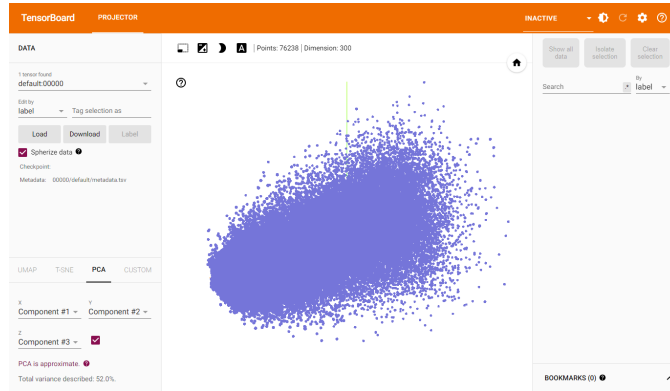 TensorBoard PROJECTOR INACTIVE
DATA
A Points: 76238 Dimension: 300
Show all data
Isolate selection
Clear selection
1 tensor found
default:00000
Search
.*
By
label
Edit by
label
Tag selection as
Load Download Label
Spherize data
Checkpoint:
Metadata: 00000/default/metadata.tsv
UMAP T-SNE PCA CUSTOM
X
Component #1
Y
Component #2
Z
Component #3
PCA is approximate.
Total variance described: 52.0%.
BOOKMARKS (0)